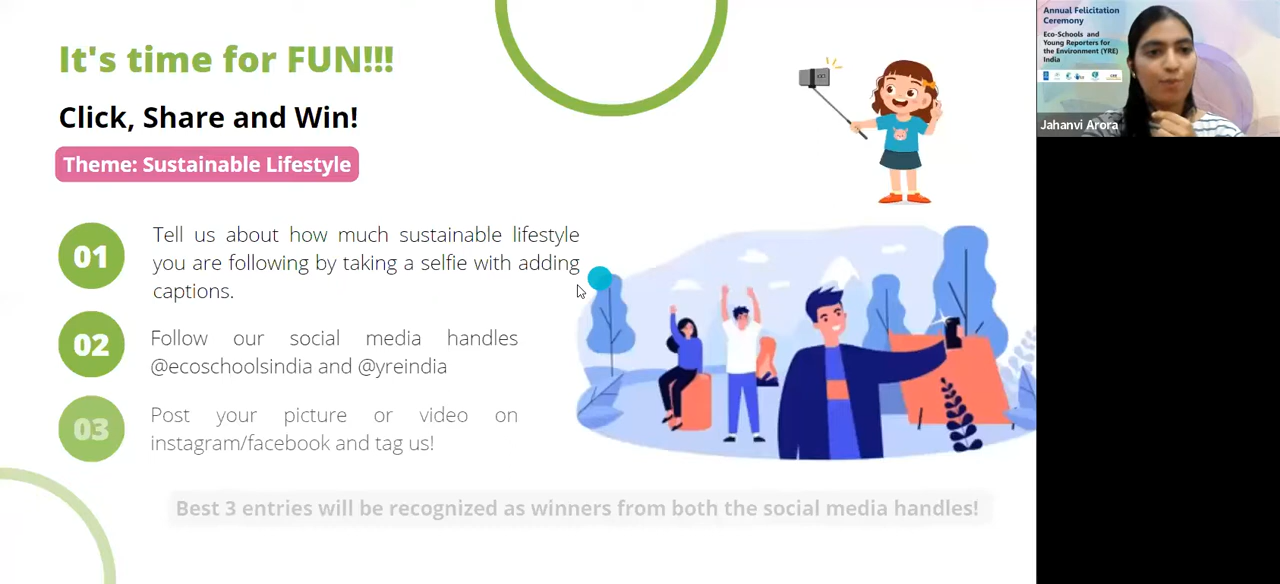 It's time for FUN!!!
Click, Share and Win!
Theme: Sustainable Lifestyle
01
Tell us about how much sustainable lifestyle
you are following by taking a selfie with adding
captions.
02
Follow our social media handles
@ecoschoolsindia and @yreindia
03
Post your picture or video on
instagram/facebook and tag us!
Best 3 entries will be recognized as winners from both the social media handles!
Annual Felicitation
Ceremony
Eco-Schools and
Young Reporters for
the Environment (YRE)
India
Jahanvi Arora